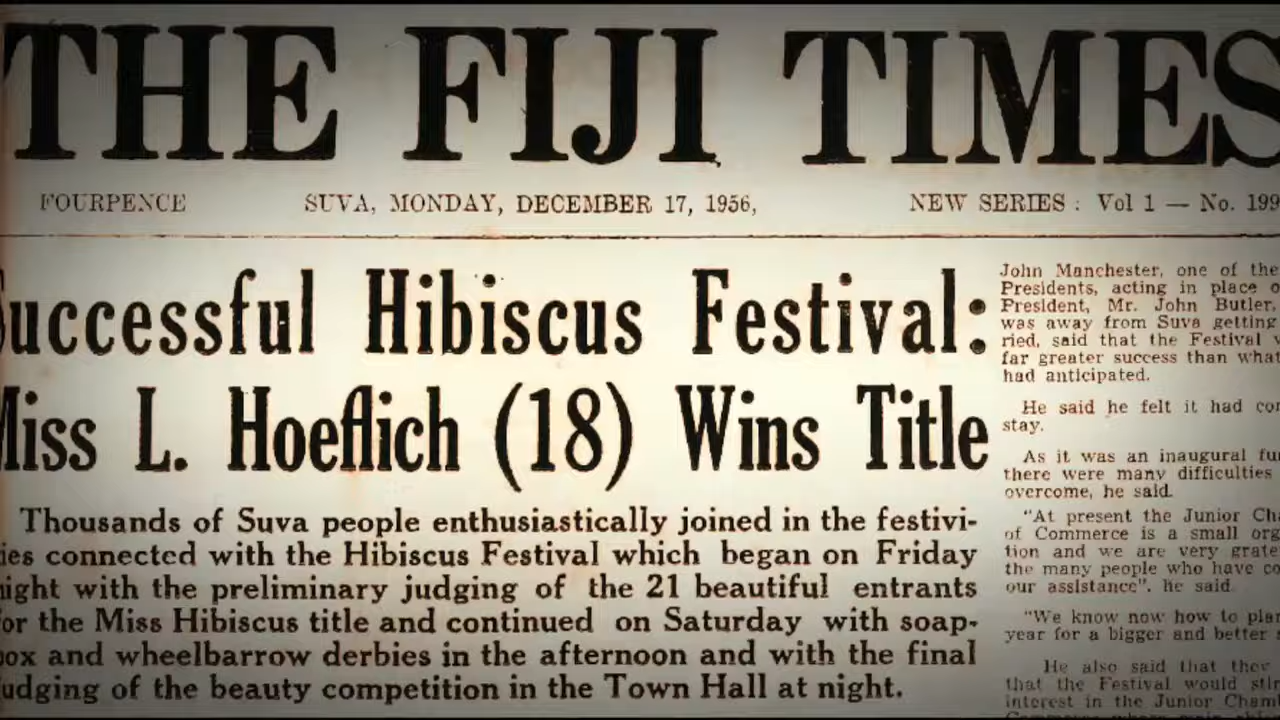 THE FIJI TIMES
FOURPENCE SUVA, MONDAY, DECEMBER 17, 1956, NEW SERIES : Vol 1 — No. 199
Successful Hibiscus Festival:
Miss L. Hoeflich (18) Wins Title
Thousands of Suva people enthusiastically joined in the festivi-
ies connected with the Hibiscus Festival which began on Friday
night with the preliminary judging of the 21 beautiful entrants
for the Miss Hibiscus title and continued on Saturday with soap-
box and wheelbarrow derbies in the afternoon and with the final
judging of the beauty competition in the Town Hall at night.
John Manchester, one of the
Presidents, acting in place o
President, Mr. John Butler,
was away from Suva getting
ried, said that the Festival
far greater success than what
had anticipated.
He said he felt it had
stay.
As it was an inaugural
there were many difficulties
overcome, he said.
"At present the Junior
of Commerce is a small
tion and we are very
the many people who have
our assistance", he said.
"We know now how to
year for a bigger and better
He also said that
that the Festival would
interest in the Junior